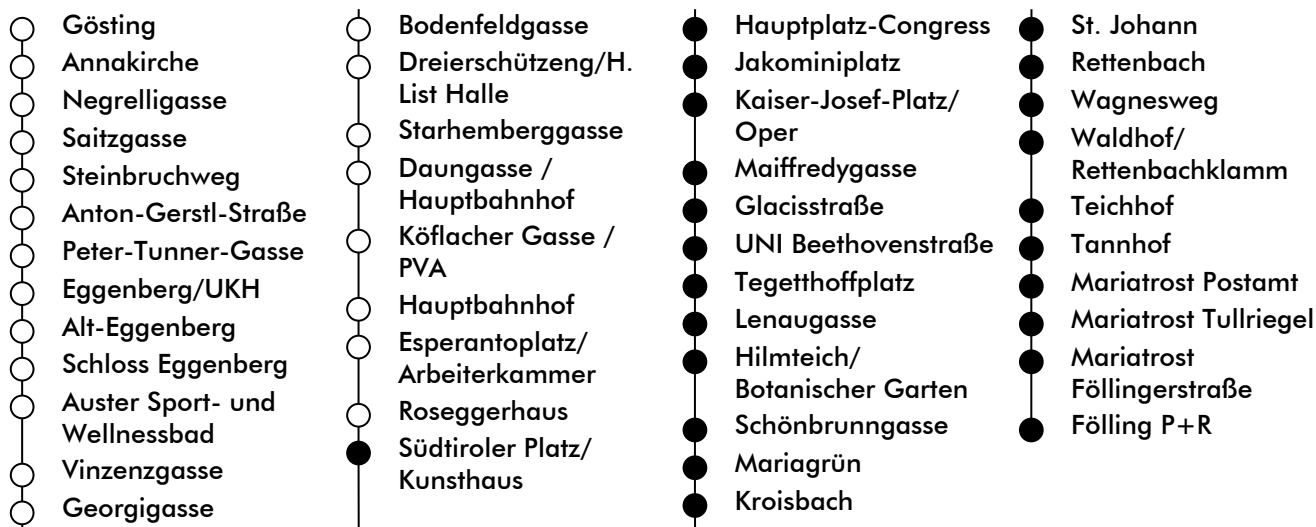 Gösting
Annakirche
Negrelligasse
Saitzgasse
Steinbruchweg
Anton-Gerstl-Straße
Peter-Tunner-Gasse
Eggenberg/UKH
Alt-Eggenberg
Schloss Eggenberg
Auster Sport- und
Wellnessbad
Vinzenzgasse
Georgigasse
Bodenfeldgasse
Dreierschützeng/H.
List Halle
Starhemberggasse
Daungasse /
Hauptbahnhof
Köflacher Gasse /
PVA
Hauptbahnhof
Esperantoplatz/
Arbeiterkammer
Roseggerhaus
Südtiroler Platz/
Kunsthaus
Hauptplatz-Congress
Jakominiplatz
Kaiser-Josef-Platz/
Oper
Maiffredygasse
Glacisstraße
UNI Beethovenstraße
Tegetthoffplatz
Lenaugasse
Hilmteich/
Botanischer Garten
Schönbrunngasse
Mariagrün
Kroisbach
St. Johann
Rettenbach
Wagnesweg
Waldhof/
Rettenbachklamm
Teichhof
Tannhof
Mariatrost Postamt
Mariatrost Tullriegel
Mariatrost
Föllingerstraße
Fölling P+R